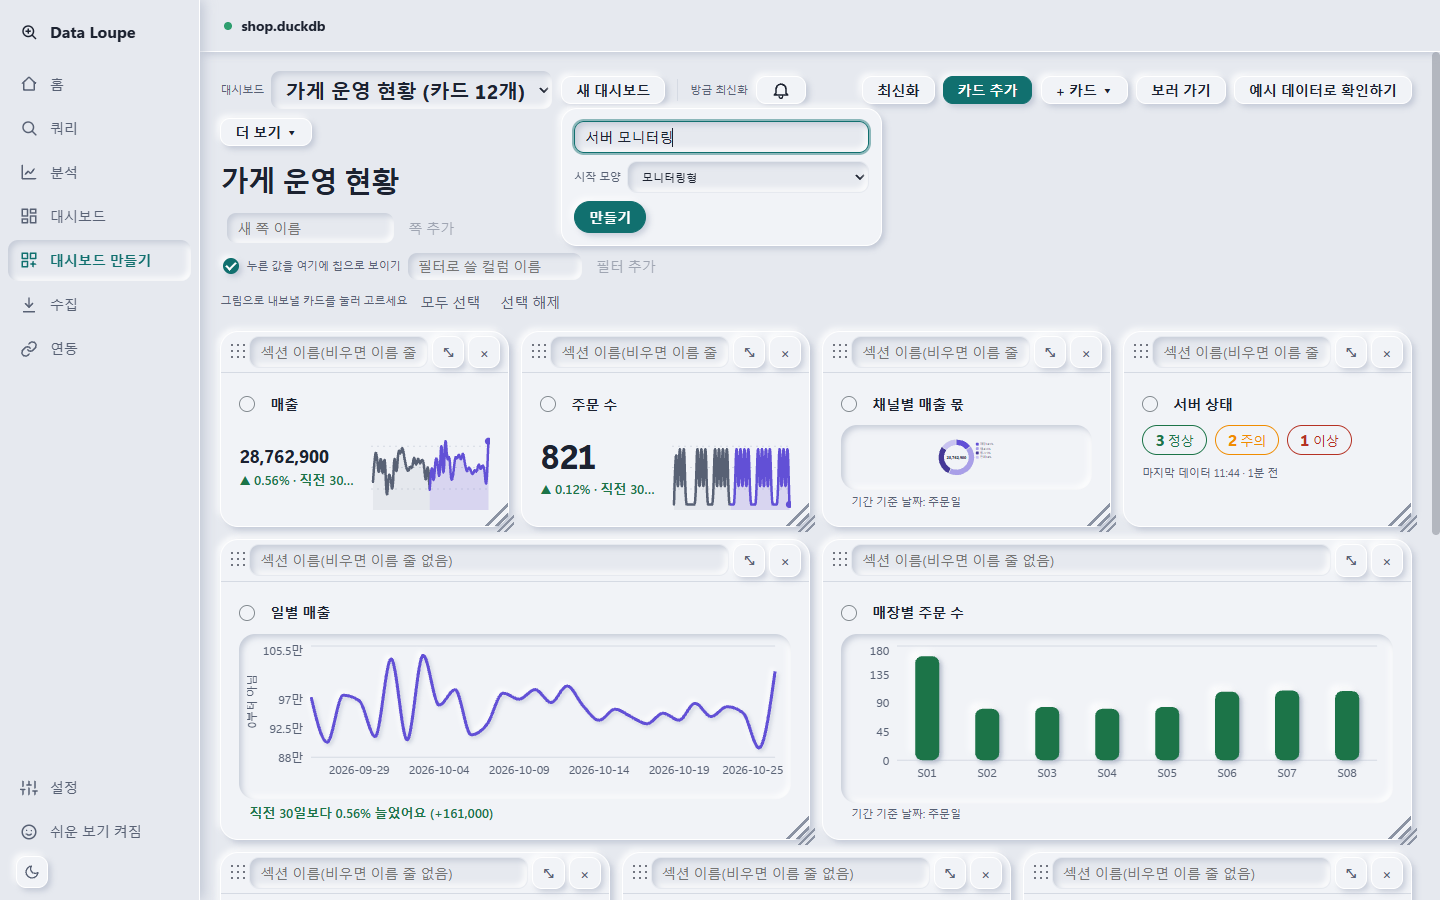 Data Loupe
shop.duckdb
홈
쿼리
분석
대시보드
대시보드 만들기
수집
연동
설정
쉬운 보기 켜짐
대시보드
가게 운영 현황 (카드 12개)
새 대시보드
방금 최신화
최신화
카드 추가
+ 카드 ▾
보러 가기
예시 데이터로 확인하기
더 보기 ▾
서버 모니터링
시작 모양
모니터링형
만들기
가게 운영 현황
새 쪽 이름
쪽 추가
누른 값을 여기에 칩으로 보이기
필터로 쓸 컬럼 이름
필터 추가
그림으로 내보낼 카드를 눌러 고르세요
모두 선택
선택 해제
섹션 이름(비우면 이름 줄
섹션 이름(비우면 이름 줄
섹션 이름(비우면 이름 줄
섹션 이름(비우면 이름 줄
매출
28,762,900
▲ 0.56% · 직전 30...
주문 수
821
▲ 0.12% · 직전 30...
채널별 매출 몫
28,762,900
기간 기준 날짜: 주문일
서버 상태
3 정상
2 주의
1 이상
마지막 데이터 11:44 · 1분 전
섹션 이름(비우면 이름 줄 없음)
섹션 이름(비우면 이름 줄 없음)
일별 매출
0부터 아님
105.5만
97만
92.5만
88만
2026-09-29
2026-10-04
2026-10-09
2026-10-14
2026-10-19
2026-10-25
직전 30일보다 0.56% 늘었어요 (+161,000)
매장별 주문 수
180
135
90
45
0
S01
S02
S03
S04
S05
S06
S07
S08
기간 기준 날짜: 주문일
섹션 이름(비우면 이름 줄 없음)
섹션 이름(비우면 이름 줄 없음)
섹션 이름(비우면 이름 줄 없음)